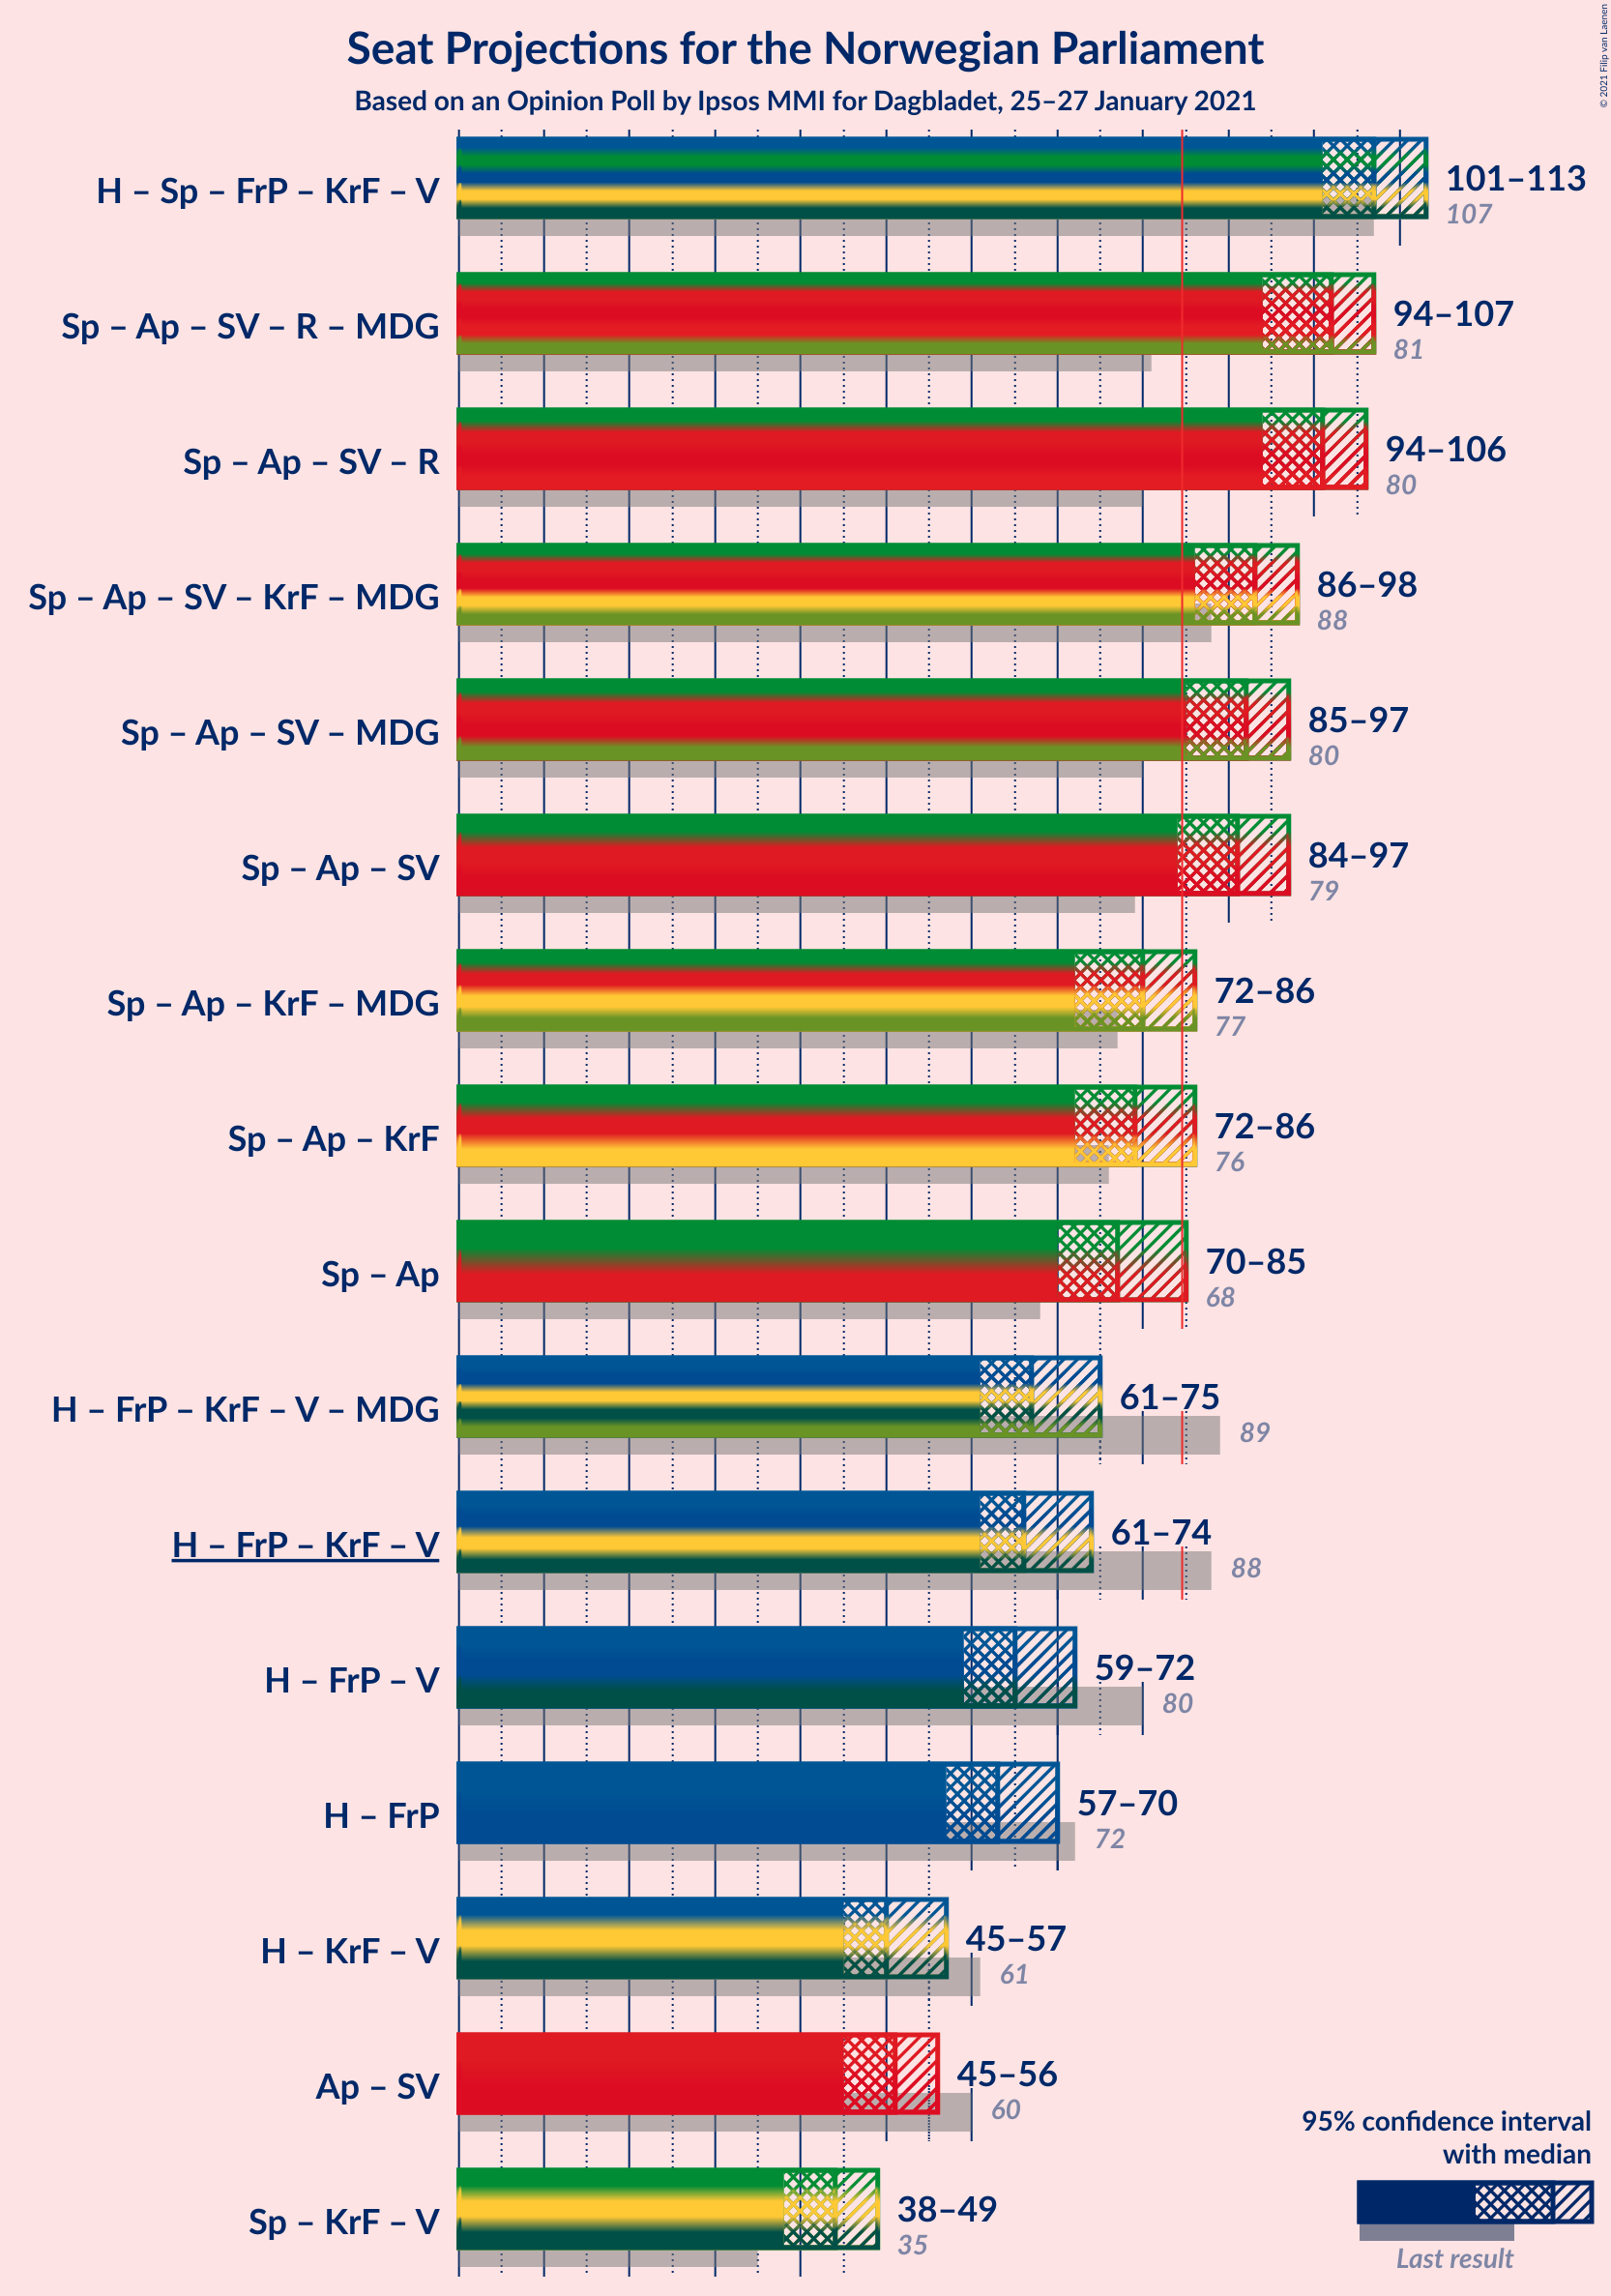 Seat Projections for the Norwegian Parliament
Based on an Opinion Poll by Ipsos MMI for Dagbladet, 25–27 January 2021
© 2021 Filip van Laenen
H – Sp – FrP – KrF – V
101–113
107
Sp – Ap – SV – R – MDG
94–107
81
Sp – Ap – SV – R
94–106
80
Sp – Ap – SV – KrF – MDG
86–98
88
Sp – Ap – SV – MDG
85–97
80
Sp – Ap – SV
84–97
79
Sp – Ap – KrF – MDG
72–86
77
Sp – Ap – KrF
72–86
76
Sp – Ap
70–85
68
H – FrP – KrF – V – MDG
61–75
89
H – FrP – KrF – V
61–74
88
H – FrP – V
59–72
80
H – FrP
57–70
72
H – KrF – V
45–57
61
Ap – SV
45–56
60
Sp – KrF – V
38–49
35
95% confidence interval
with median
Last result